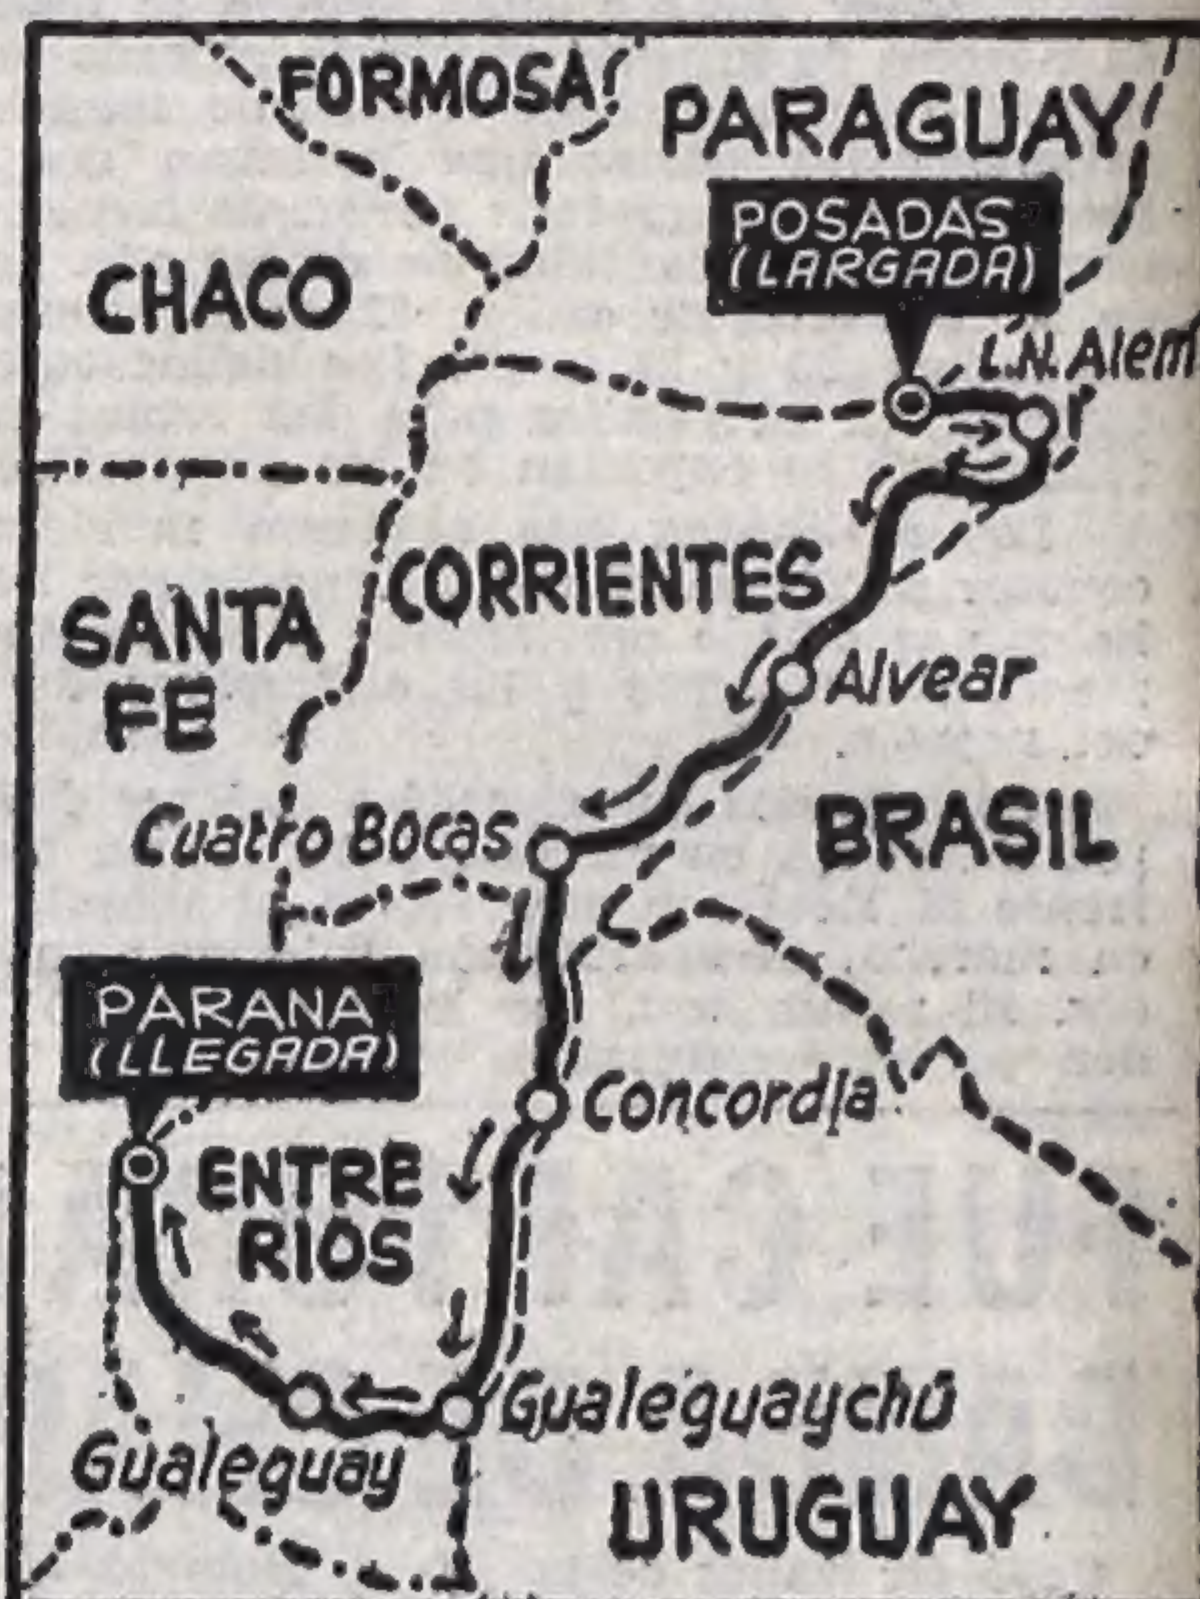 FORMOSA
PARAGUAY
POSADAS
(LARGADA)
CHACO
L.N. Alem
CORRIENTES
SANTA
FE
Alvear
Cuatro Bocas
BRASIL
PARANA
(LLEGADA)
Concordia
ENTRE
RIOS
Gualeguaychú
Gualeguay
URUGUAY